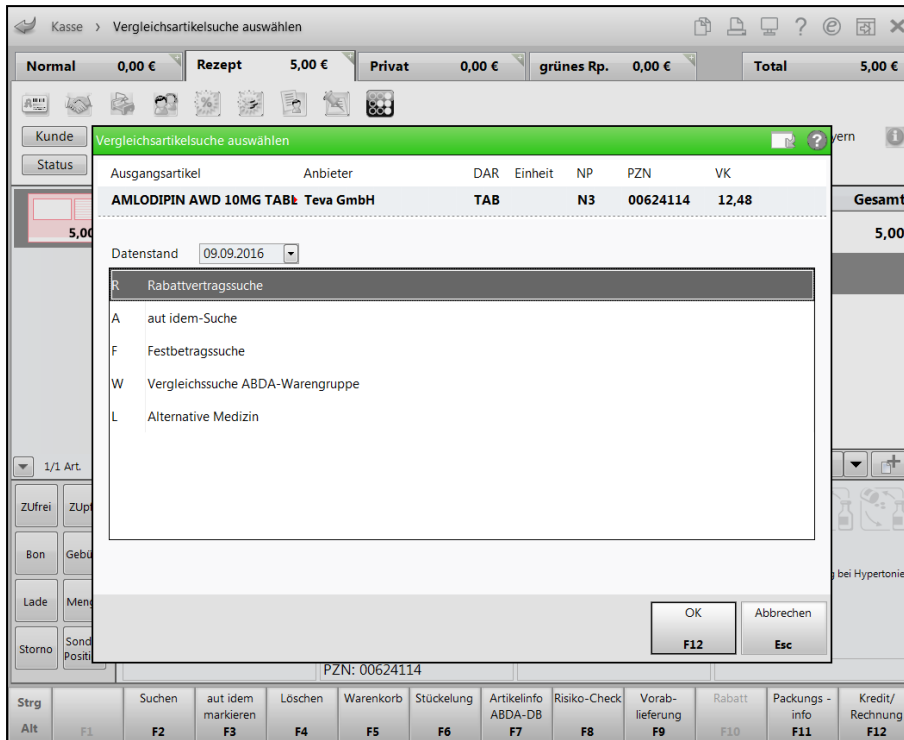 Kasse > Vergleichsartikelsuche auswählen
Normal 0,00 € Rezept 5,00 € Privat 0,00 € grünes Rp. 0,00 € Total 5,00 €
Kunde
Status
Vergleichsartikelsuche auswählen
Ausgangsartikel Anbieter DAR Einheit NP PZN VK
AMLODIPIN AWD 10MG TABL Teva GmbH TAB N3 00624114 12,48
Gesamt
5,00
5,00
Datenstand 09.09.2016
R Rabattvertragssuche
A aut idem-Suche
F Festbetragssuche
W Vergleichssuche ABDA-Warengruppe
L Alternative Medizin
1/1 Art.
ZUfrei ZUpf
Bon Gebü
bei Hypertonie
Lade Meng
OK Abbrechen
F12 Esc
Storno Sond
Positi
PZN: 00624114
Strg Suchen aut idem markieren Löschen Warenkorb Stückelung Artikelinfo ABDA-DB Risiko-Check Vorab-lieferung Rabatt Packungs - info Kredit/ Rechnung
Alt F1 F2 F3 F4 F5 F6 F7 F8 F9 F10 F11 F12